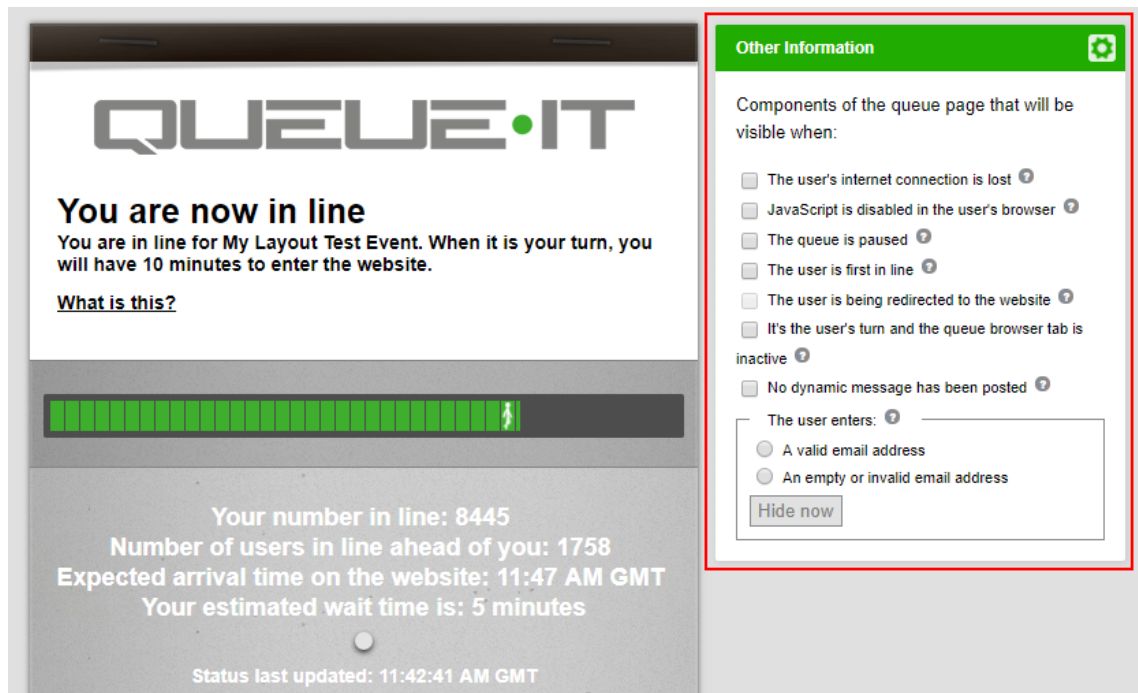 QUEUE-IT
You are now in line
You are in line for My Layout Test Event. When it is your turn, you
will have 10 minutes to enter the website.
What is this?
Your number in line: 8445
Number of users in line ahead of you: 1758
Expected arrival time on the website: 11:47 AM GMT
Your estimated wait time is: 5 minutes
Status last updated: 11:42:41 AM GMT
Other Information
Components of the queue page that will be
visible when:
The user's internet connection is lost ?
JavaScript is disabled in the user's browser ?
The queue is paused ?
The user is first in line ?
The user is being redirected to the website ?
It's the user's turn and the queue browser tab is
inactive ?
No dynamic message has been posted ?
The user enters: ?
A valid email address
An empty or invalid email address
Hide now